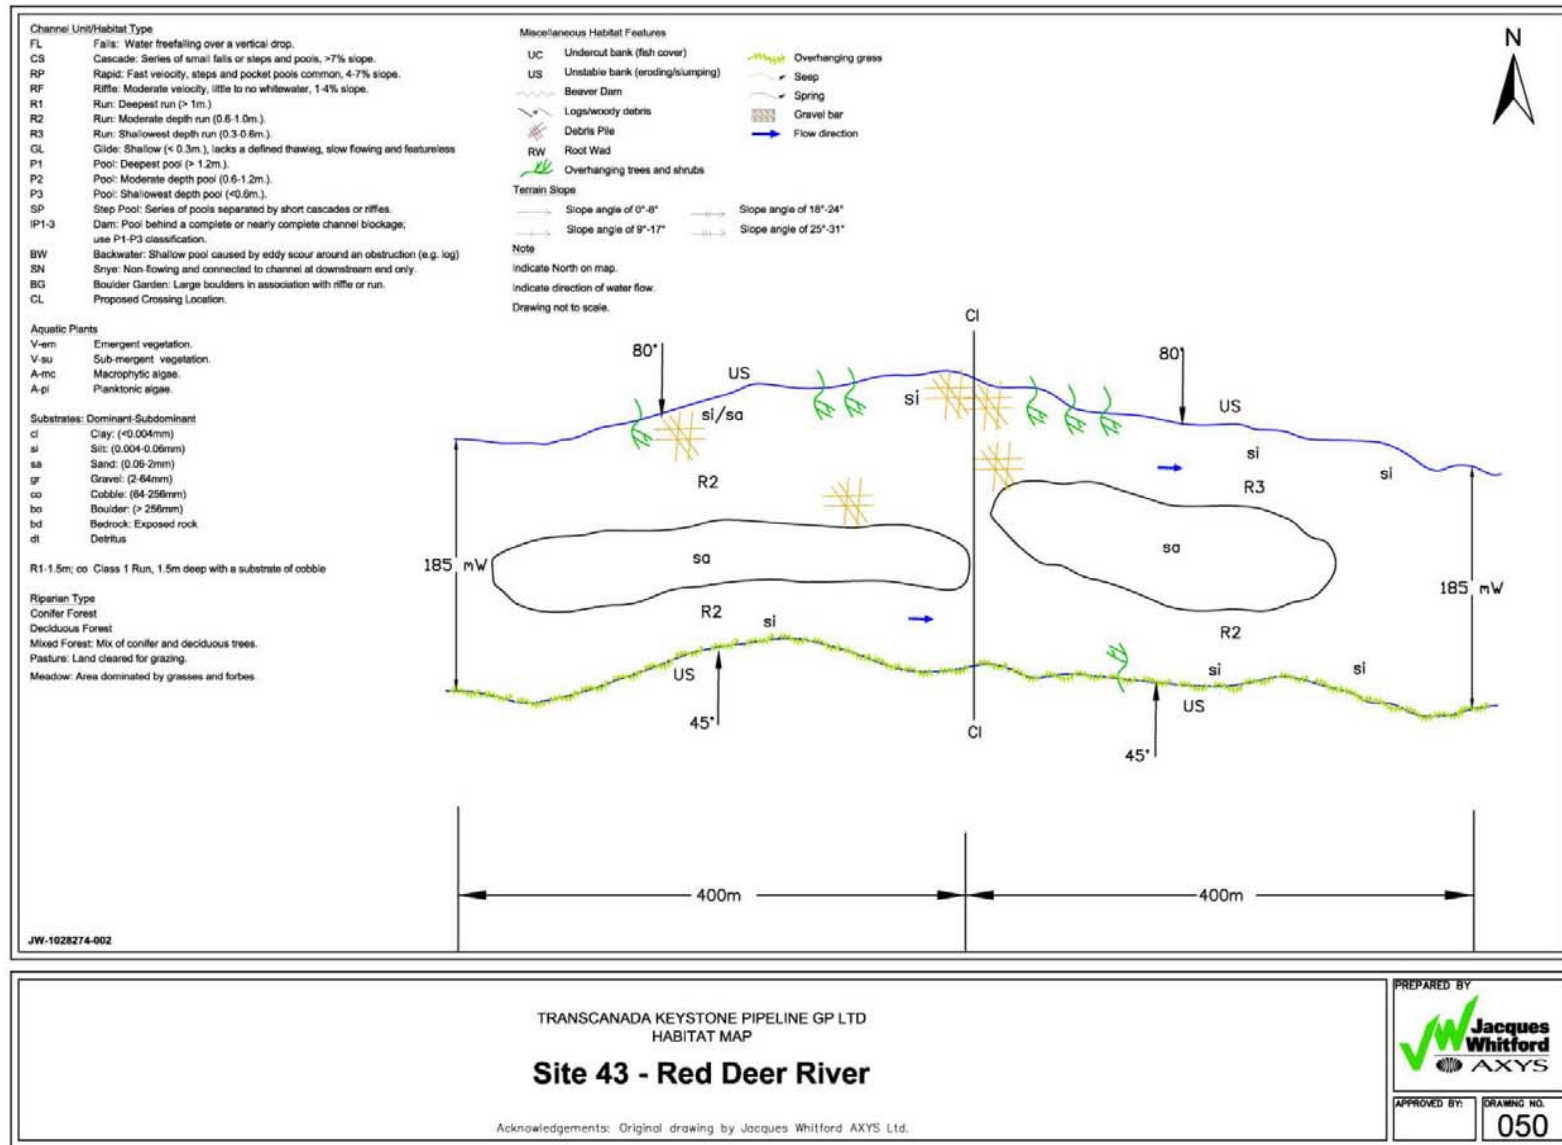 Channel Unit/Habitat Type
FL Falls: Water freefalling over a vertical drop.
CS Cascade: Series of small falls or steps and pools, >7% slope.
RP Rapid: Fast velocity, steps and pocket pools common, 4-7% slope.
RF Riffle: Moderate velocity, little to no whitewater, 1-4% slope.
R1 Run: Deepest run (> 1m.)
R2 Run: Moderate depth run (0.6-1.0m.).
R3 Run: Shallowest depth run (0.3-0.6m.).
GL Glide: Shallow (< 0.3m.), lacks a defined thawleg, slow flowing and featureless
P1 Pool: Deepest pool (> 1.2m.).
P2 Pool: Moderate depth pool (0.6-1.2m.).
P3 Pool: Shallowest depth pool (<0.6m.).
SP Step Pool: Series of pools separated by short cascades or riffles.
IP1-3 Dam: Pool behind a complete or nearly complete channel blockage;
use P1-P3 classification.
BW Backwater: Shallow pool caused by eddy scour around an obstruction (e.g. log)
SN Snye: Non-flowing and connected to channel at downstream end only.
BG Boulder Garden: Large boulders in association with riffle or run.
CL Proposed Crossing Location.
Aquatic Plants
V-em Emergent vegetation.
V-su Sub-mergent vegetation.
A-mc Macrophytic algae.
A-pl Planktonic algae.
Substrates: Dominant-Subdominant
cl Clay: (<0.004mm)
si Silt: (0.004-0.06mm)
sa Sand: (0.06-2mm)
gr Gravel: (2-64mm)
co Cobble: (64-256mm)
bo Boulder: (> 256mm)
bd Bedrock: Exposed rock
dt Detritus
R1-1.5m; co Class 1 Run, 1.5m deep with a substrate of cobble
Riparian Type
Conifer Forest
Deciduous Forest
Mixed Forest: Mix of conifer and deciduous trees.
Pasture: Land cleared for grazing.
Meadow: Area dominated by grasses and forbes
Miscellaneous Habitat Features
UC Undercut bank (fish cover)
US Unstable bank (eroding/slumping)
Beaver Dam
Logs/woody debris
Debris Pile
RW Root Wad
Overhanging trees and shrubs
Overhanging grass
Seep
Spring
Gravel bar
Flow direction
Terrain Slope
Slope angle of 0°-8° Slope angle of 18°-24°
Slope angle of 9°-17° Slope angle of 25°-31°
Note
Indicate North on map.
Indicate direction of water flow.
Drawing not to scale.
N
Cl
80° 80°
US
si US
si/sa
si
si
R2 R3
sa
sa
185 mW
185 mW
R2
si
R2
si si
US
US
45°
Cl
45°
400m 400m
JW-1028274-002
TRANSCANADA KEYSTONE PIPELINE GP LTD
HABITAT MAP
Site 43 - Red Deer River
Acknowledgements: Original drawing by Jacques Whitford AXYS Ltd.
PREPARED BY
JW Jacques
Whitford
AXYS
APPROVED BY: DRAWING NO.
050